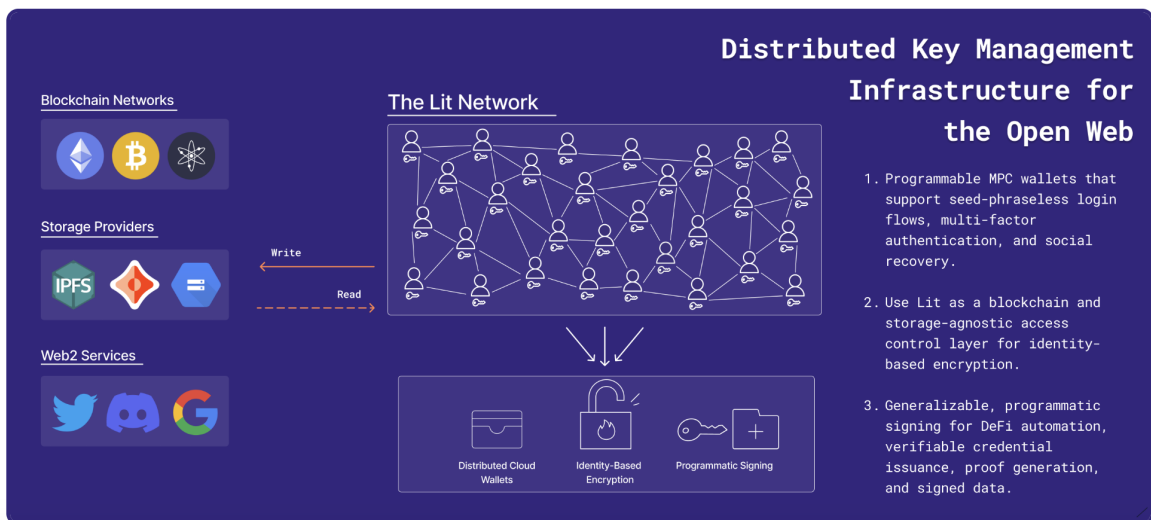 Distributed Key Management
Infrastructure for
the Open Web
Blockchain Networks
Storage Providers
IPFS
Web2 Services
Write
Read
The Lit Network
Distributed Cloud
Wallets
Identity-Based
Encryption
Programmatic Signing
1. Programmable MPC wallets that
support seed-phraseless login
flows, multi-factor
authentication, and social
recovery.
2. Use Lit as a blockchain and
storage-agnostic access
control layer for identity-
based encryption.
3. Generalizable, programmatic
signing for DeFi automation,
verifiable credential
issuance, proof generation,
and signed data.